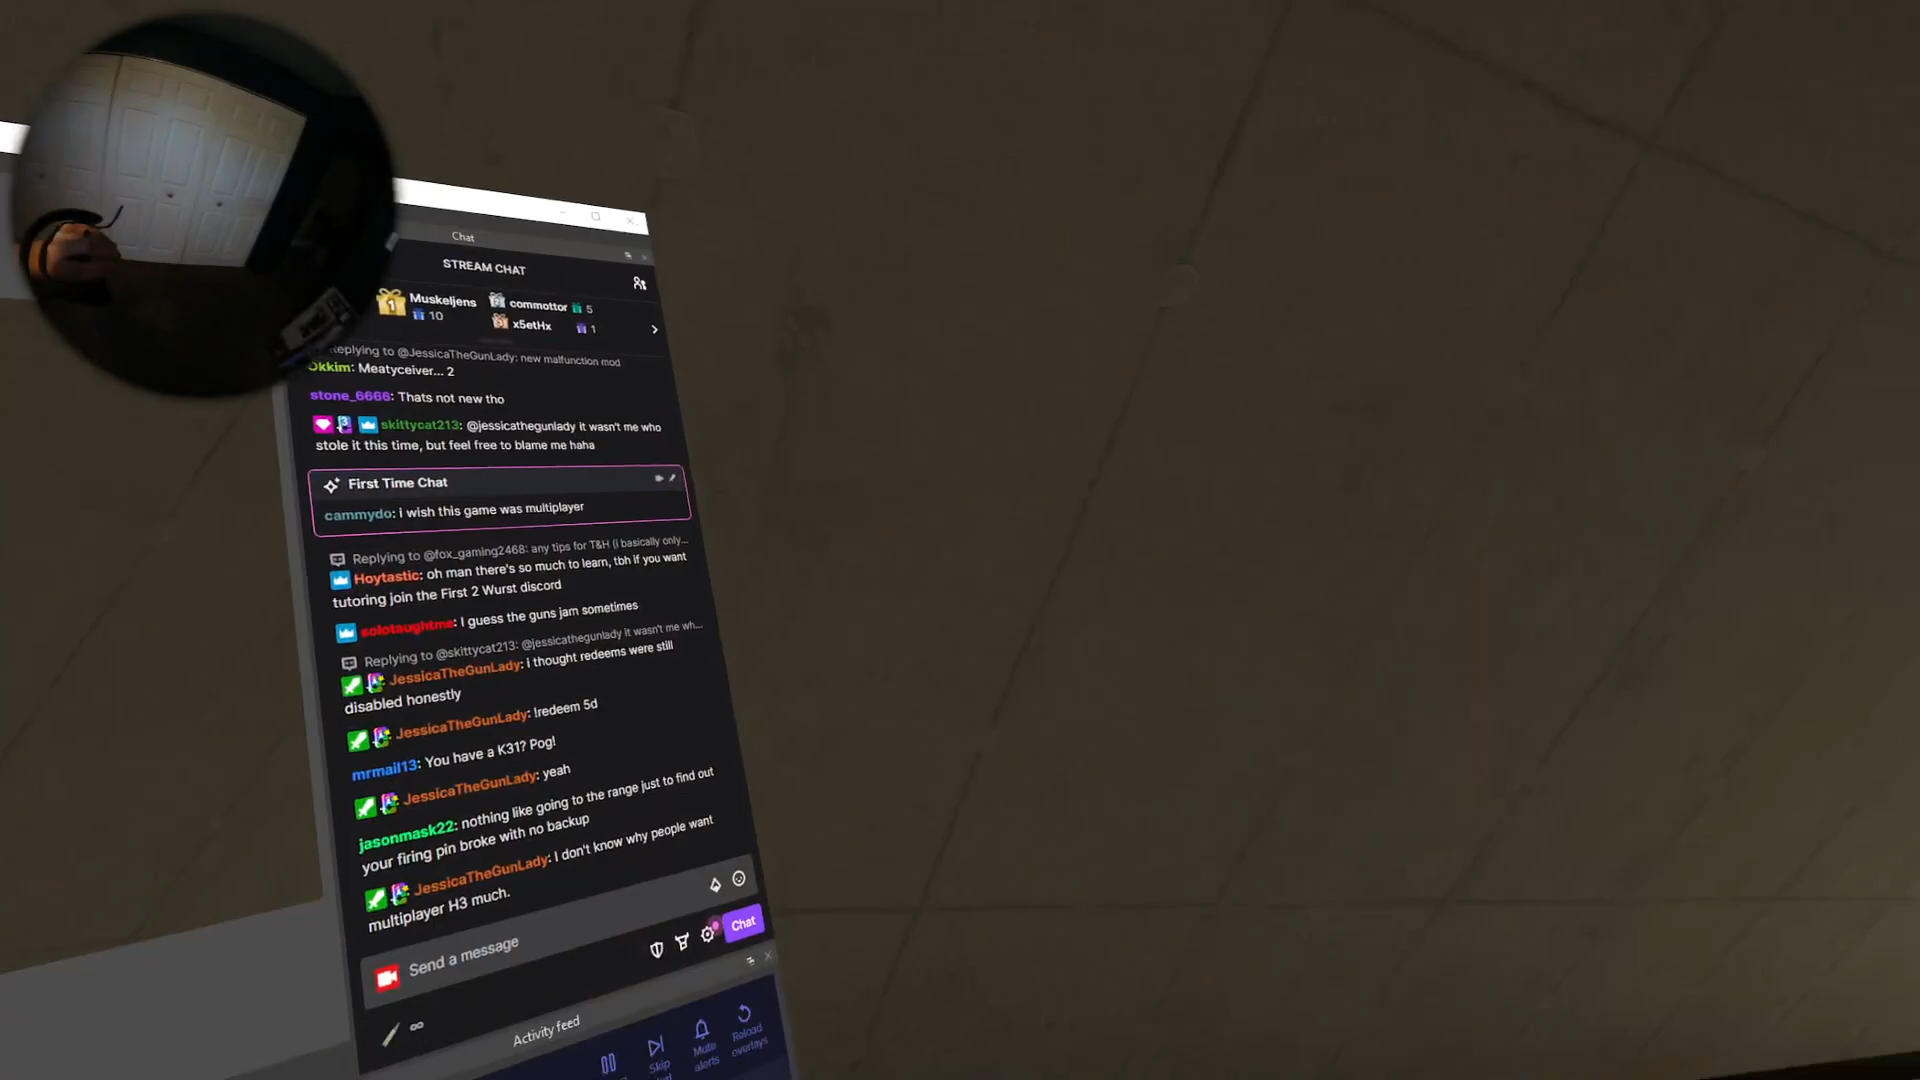 Chat
STREAM CHAT
1 Muskeljens
10
2 commottor 5
3 x5etHx 1
Replying to @JessicaTheGunLady: new malfunction mod
Okkim: Meatyceiver... 2
stone_6666: Thats not new tho
skittycat213: @jessicathegunlady it wasn't me who
stole it this time, but feel free to blame me haha
First Time Chat
cammydo: i wish this game was multiplayer
Replying to @fox_gaming2468: any tips for T&H (i basically only...
Hoytastic: oh man there's so much to learn, tbh if you want
tutoring join the First 2 Wurst discord
solotaughtme: I guess the guns jam sometimes
Replying to @skittycat213: @jessicathegunlady it wasn't me wh...
JessicaTheGunLady: i thought redeems were still
disabled honestly
JessicaTheGunLady: !redeem 5d
mrmail13: You have a K31? Pog!
JessicaTheGunLady: yeah
jasonmask22: nothing like going to the range just to find out
your firing pin broke with no backup
JessicaTheGunLady: I don't know why people want
multiplayer H3 much.
Send a message
Chat
Activity feed
Skip
Mute
alerts
Reload
overlays